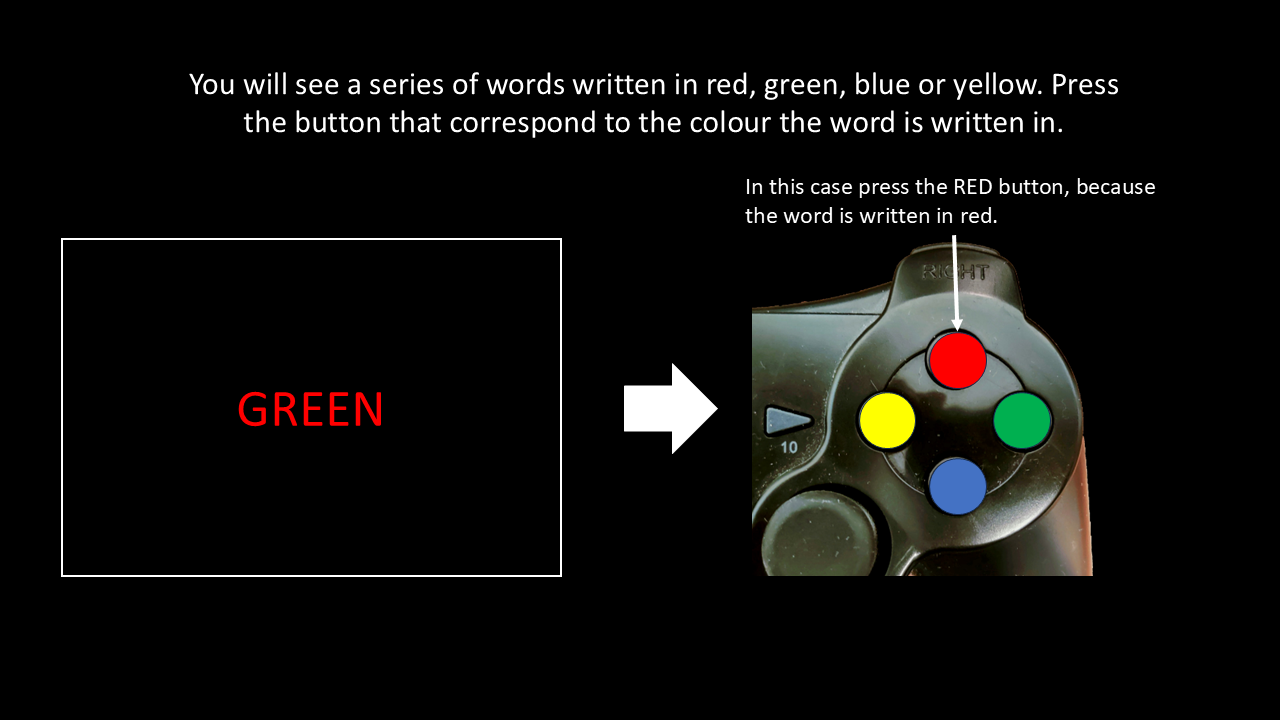 You will see a series of words written in red, green, blue or yellow. Press
the button that correspond to the colour the word is written in.
In this case press the RED button, because
the word is written in red.
RIGHT
GREEN
10